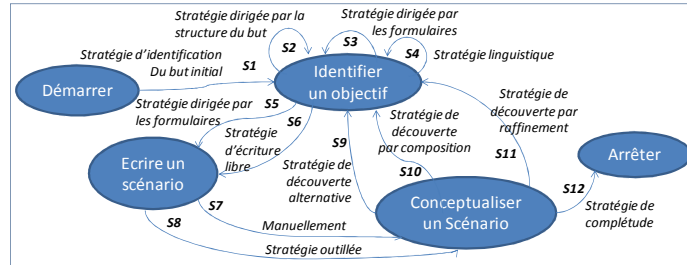 Stratégie dirigée par la
structure du but
S2
S3
Stratégie dirigée par
les formulaires
S4
Stratégie linguistique
Stratégie d'identification
Du but initial
S1
Démarrer
Identifier
un objectif
Stratégie dirigée par
les formulaires
S5
S6
Stratégie
d'écriture
libre
Ecrire un
scénario
S9
Stratégie de
découverte
alternative
Stratégie de
découverte
par composition
S10
Stratégie de
découverte par
raffinement
S11
Arrêter
S12
Stratégie de
complétude
Conceptualiser
un Scénario
S7
Manuellement
S8
Stratégie outillée